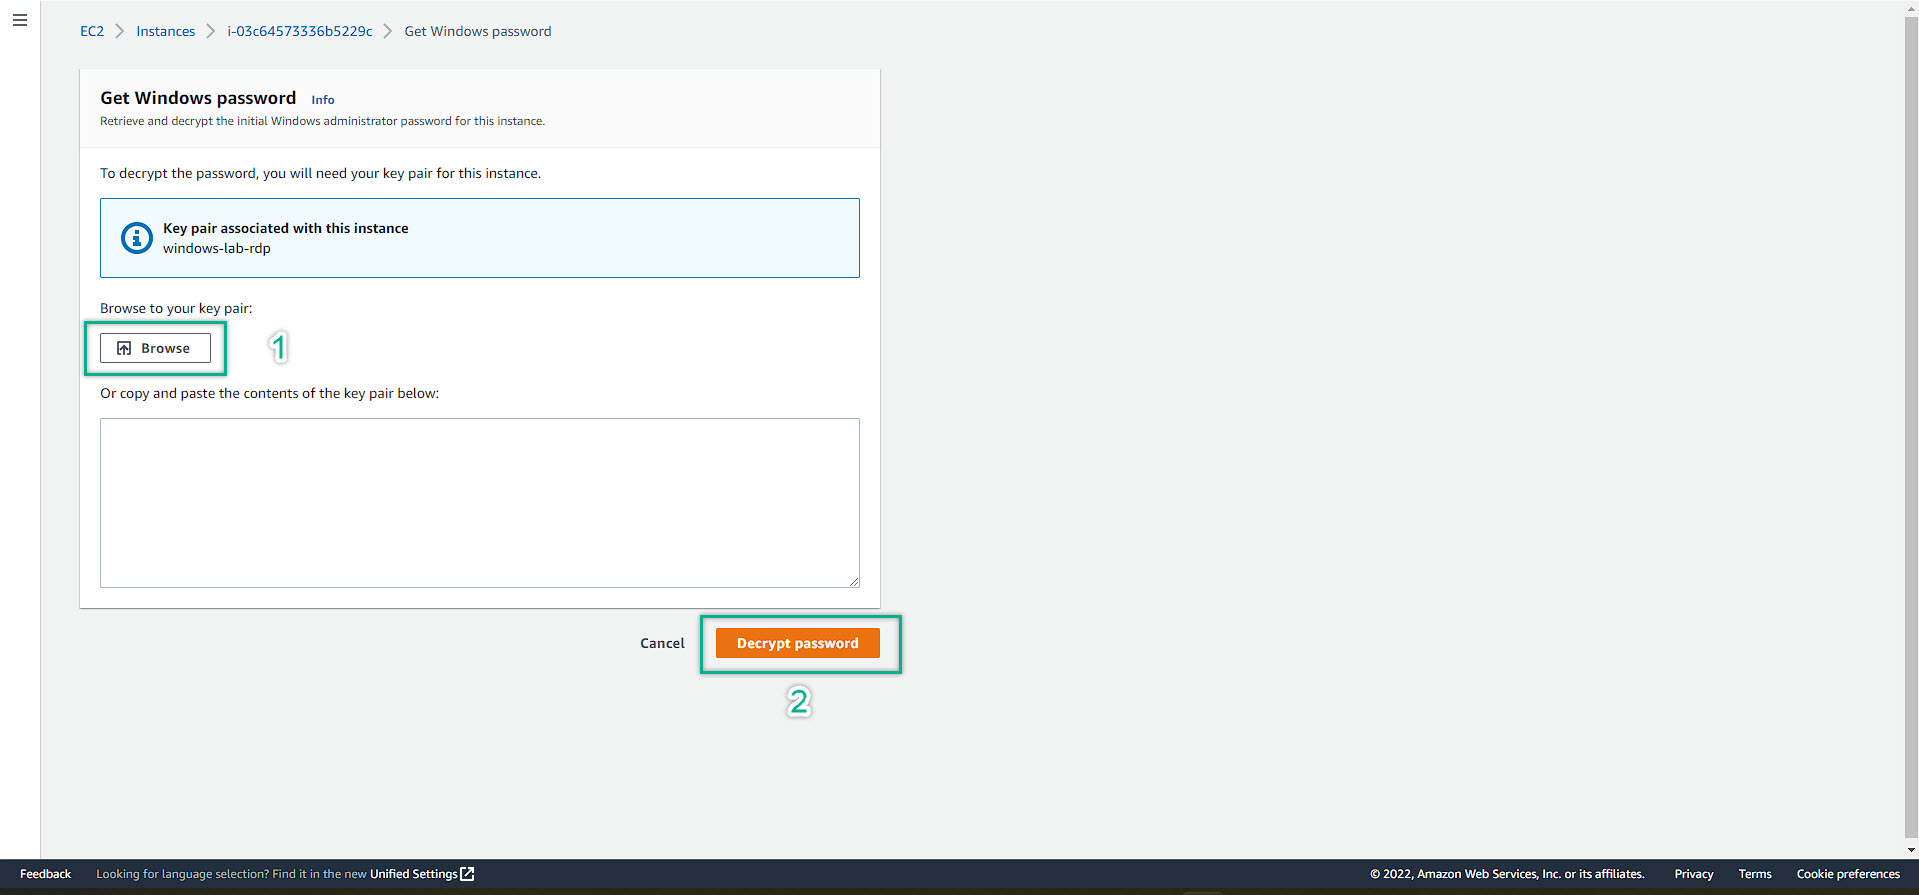 EC2 Instances i-03c64573336b5229c Get Windows password
Get Windows password Info
Retrieve and decrypt the initial Windows administrator password for this instance.
To decrypt the password, you will need your key pair for this instance.
Key pair associated with this instance
windows-lab-rdp
Browse to your key pair:
Browse 1
Or copy and paste the contents of the key pair below:
Cancel Decrypt password
2
Feedback Looking for language selection? Find it in the new Unified Settings © 2022, Amazon Web Services, Inc. or its affiliates. Privacy Terms Cookie preferences